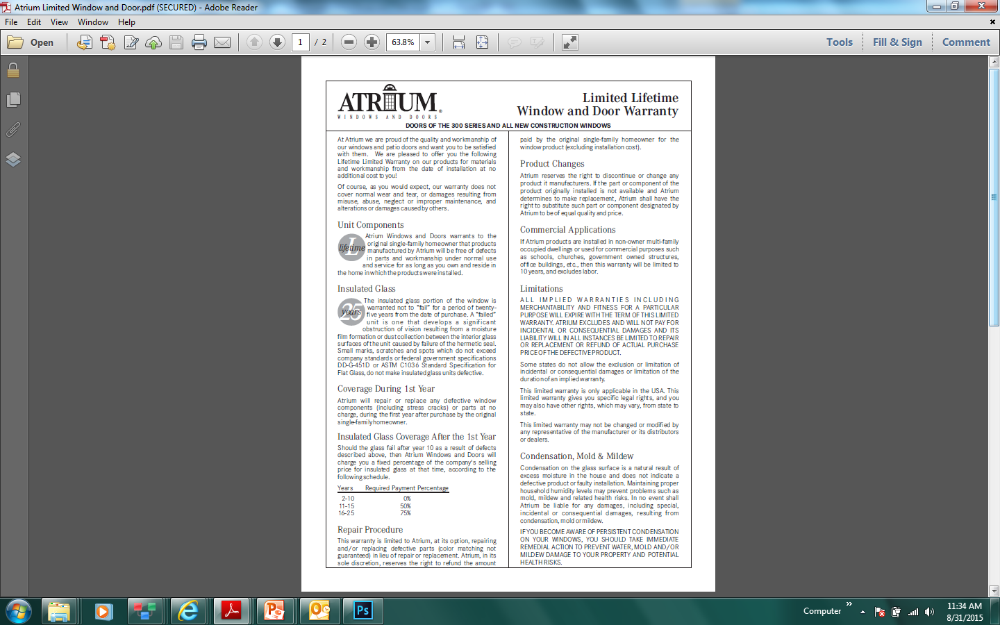 Atrium Limited Window and Door.pdf (SECURED) - Adobe Reader
File Edit View Window Help
Open 1 / 2 63.8% Tools Fill & Sign Comment
ATRIUM®
WINDOWS AND DOORS
Limited Lifetime
Window and Door Warranty
DOORS OF THE 300 SERIES AND ALL NEW CONSTRUCTION WINDOWS
At Atrium we are proud of the quality and workmanship of
our windows and patio doors and want you to be satisfied
with them. We are pleased to offer you the following
Lifetime Limited Warranty on our products for materials
and workmanship from the date of installation at no
additional cost to you!
Of course, as you would expect, our warranty does not
cover normal wear and tear, or damages resulting from
misuse, abuse, neglect or improper maintenance, and
alterations or damages caused by others.
Unit Components
L
lifetime
Atrium Windows and Doors warrants to the
original single-family homeowner that products
manufactured by Atrium will be free of defects
in parts and workmanship under normal use
and service for as long as you own and reside in
the home in which the products were installed.
Insulated Glass
25
years
The insulated glass portion of the window is
warranted not to "fail" for a period of twenty-
five years from the date of purchase. A "failed"
unit is one that develops a significant
obstruction of vision resulting from a moisture
film formation or dust collection between the interior glass
surfaces of the unit caused by failure of the hermetic seal.
Small marks, scratches and spots which do not exceed
company standards or federal government specifications
DD-G-451D or ASTM C1036 Standard Specification for
Flat Glass, do not make insulated glass units defective.
Coverage During 1st Year
Atrium will repair or replace any defective window
components (including stress cracks) or parts at no
charge, during the first year after purchase by the original
single-family homeowner.
Insulated Glass Coverage After the 1st Year
Should the glass fail after year 10 as a result of defects
described above, then Atrium Windows and Doors will
charge you a fixed percentage of the company's selling
price for insulated glass at that time, according to the
following schedule.
Years Required Payment Percentage
2-10 0%
11-15 50%
16-25 75%
Repair Procedure
This warranty is limited to Atrium, at its option, repairing
and/or replacing defective parts (color matching not
guaranteed) in lieu of repair or replacement. Atrium, in its
sole discretion, reserves the right to refund the amount
paid by the original single-family homeowner for the
window product (excluding installation cost).
Product Changes
Atrium reserves the right to discontinue or change any
product it manufacturers. If the part or component of the
product originally installed is not available and Atrium
determines to make replacement, Atrium shall have the
right to substitute such part or component designated by
Atrium to be of equal quality and price.
Commercial Applications
If Atrium products are installed in non-owner multi-family
occupied dwellings or used for commercial purposes such
as schools, churches, government owned structures,
office buildings, etc., then this warranty will be limited to
10 years, and excludes labor.
Limitations
ALL IMPLIED WARRANTIES INCLUDING
MERCHANTABILITY AND FITNESS FOR A PARTICULAR
PURPOSE WILL EXPIRE WITH THE TERM OF THIS LIMITED
WARRANTY. ATRIUM EXCLUDES AND WILL NOT PAY FOR
INCIDENTAL OR CONSEQUENTIAL DAMAGES AND ITS
LIABILITY WILL IN ALL INSTANCES BE LIMITED TO REPAIR
OR REPLACEMENT OR REFUND OF ACTUAL PURCHASE
PRICE OF THE DEFECTIVE PRODUCT.
Some states do not allow the exclusion or limitation of
incidental or consequential damages or limitation of the
duration of an implied warranty.
This limited warranty is only applicable in the USA. This
limited warranty gives you specific legal rights, and you
may also have other rights, which may vary, from state to
state.
This limited warranty may not be changed or modified by
any representative of the manufacturer or its distributors
or dealers.
Condensation, Mold & Mildew
Condensation on the glass surface is a natural result of
excess moisture in the house and does not indicate a
defective product or faulty installation. Maintaining proper
household humidity levels may prevent problems such as
mold, mildew and related health risks. In no event shall
Atrium be liable for any damages, including special,
incidental or consequential damages, resulting from
condensation, mold or mildew.
IF YOU BECOME AWARE OF PERSISTENT CONDENSATION
ON YOUR WINDOWS, YOU SHOULD TAKE IMMEDIATE
REMEDIAL ACTION TO PREVENT WATER, MOLD AND/OR
MILDEW DAMAGE TO YOUR PROPERTY AND POTENTIAL
HEALTH RISKS.
Ps
Computer
11:34 AM
8/31/2015